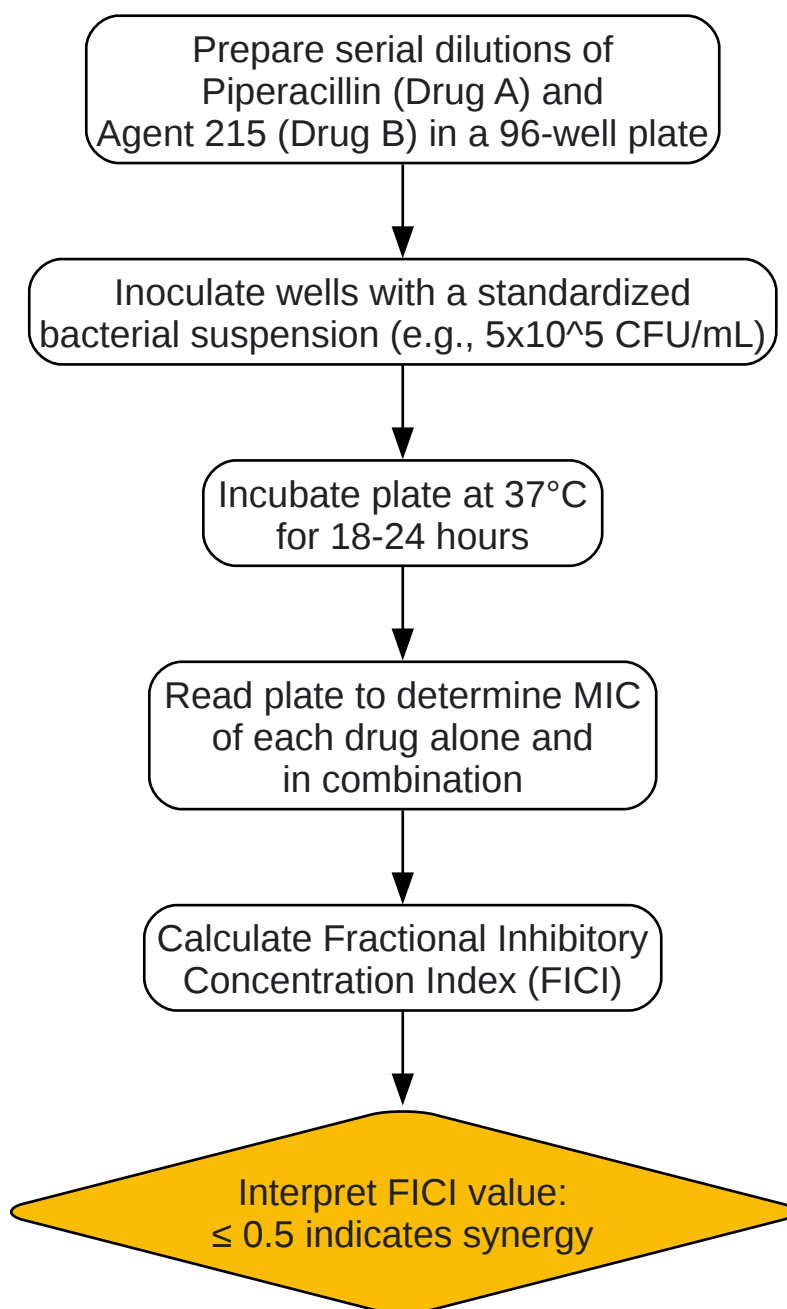 Prepare serial dilutions of
Piperacillin (Drug A) and
Agent 215 (Drug B) in a 96-well plate
Inoculate wells with a standardized
bacterial suspension (e.g., 5x10^5 CFU/mL)
Incubate plate at 37°C
for 18-24 hours
Read plate to determine MIC
of each drug alone and
in combination
Calculate Fractional Inhibitory
Concentration Index (FICI)
Interpret FICI value:
≤ 0.5 indicates synergy